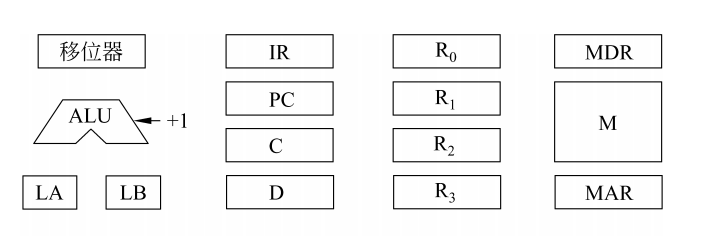 移位器
IR
R₀
MDR
ALU
+1
PC
R₁
M
C
R₂
LA
LB
D
R₃
MAR